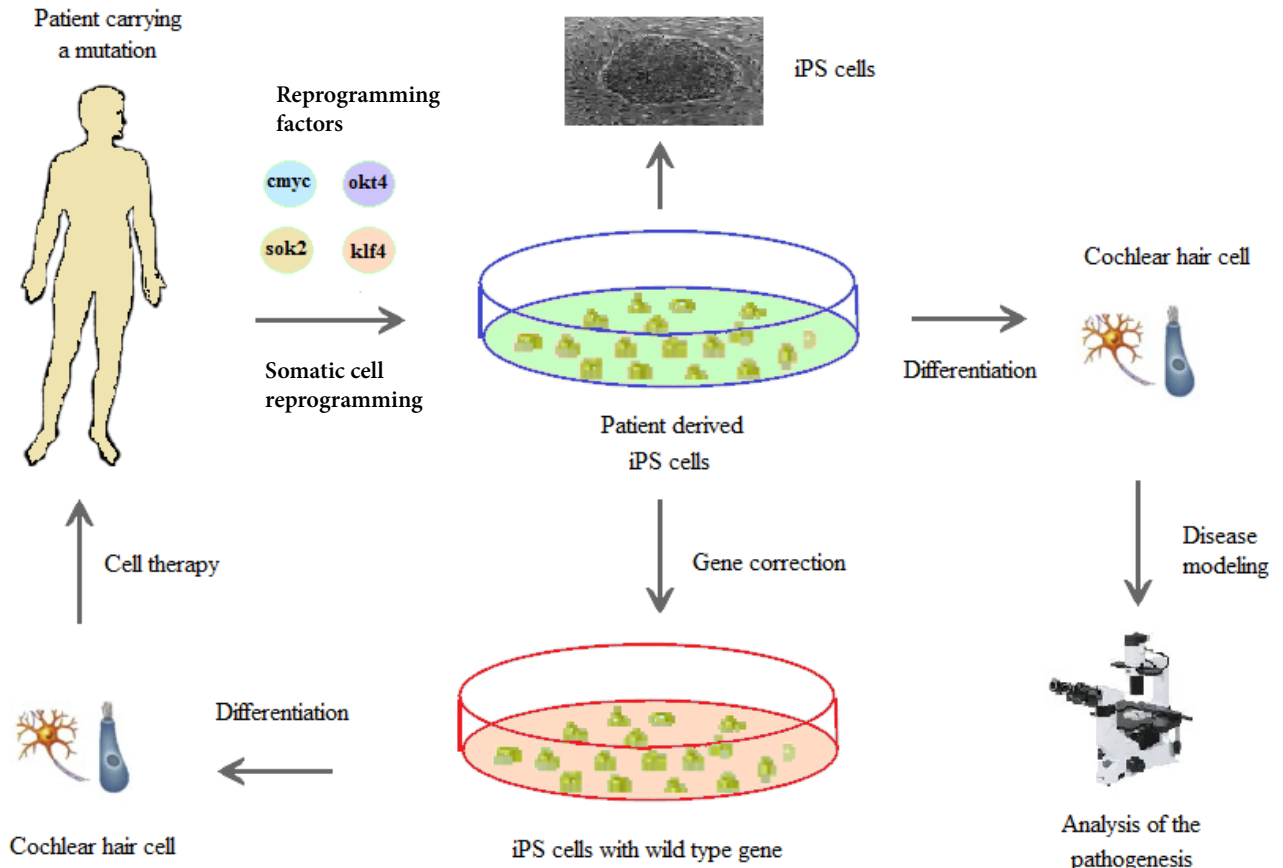 Patient carrying
a mutation
Reprogramming
factors
cmyc
okt4
sok2
klf4
Somatic cell
reprogramming
iPS cells
Patient derived
iPS cells
Differentiation
Cochlear hair cell
Disease
modeling
Analysis of the
pathogenesis
Gene correction
iPS cells with wild type gene
Differentiation
Cochlear hair cell
Cell therapy